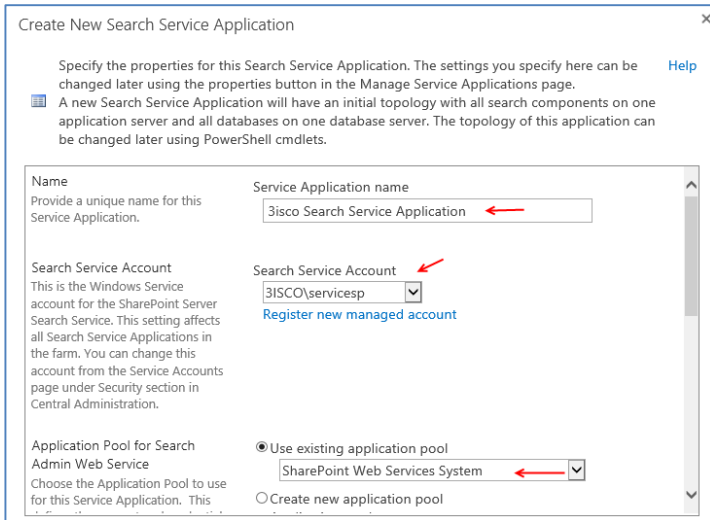 Create New Search Service Application
Specify the properties for this Search Service Application. The settings you specify here can be
changed later using the properties button in the Manage Service Applications page.
A new Search Service Application will have an initial topology with all search components on one
application server and all databases on one database server. The topology of this application can
be changed later using PowerShell cmdlets.
Help
Name
Provide a unique name for this
Service Application.
Service Application name
3isco Search Service Application
Search Service Account
This is the Windows Service
account for the SharePoint Server
Search Service. This setting affects
all Search Service Applications in
the farm. You can change this
account from the Service Accounts
page under Security section in
Central Administration.
Search Service Account
3ISCO\servicesp
Register new managed account
Application Pool for Search
Admin Web Service
Choose the Application Pool to use
for this Service Application. This
Use existing application pool
SharePoint Web Services System
Create new application pool